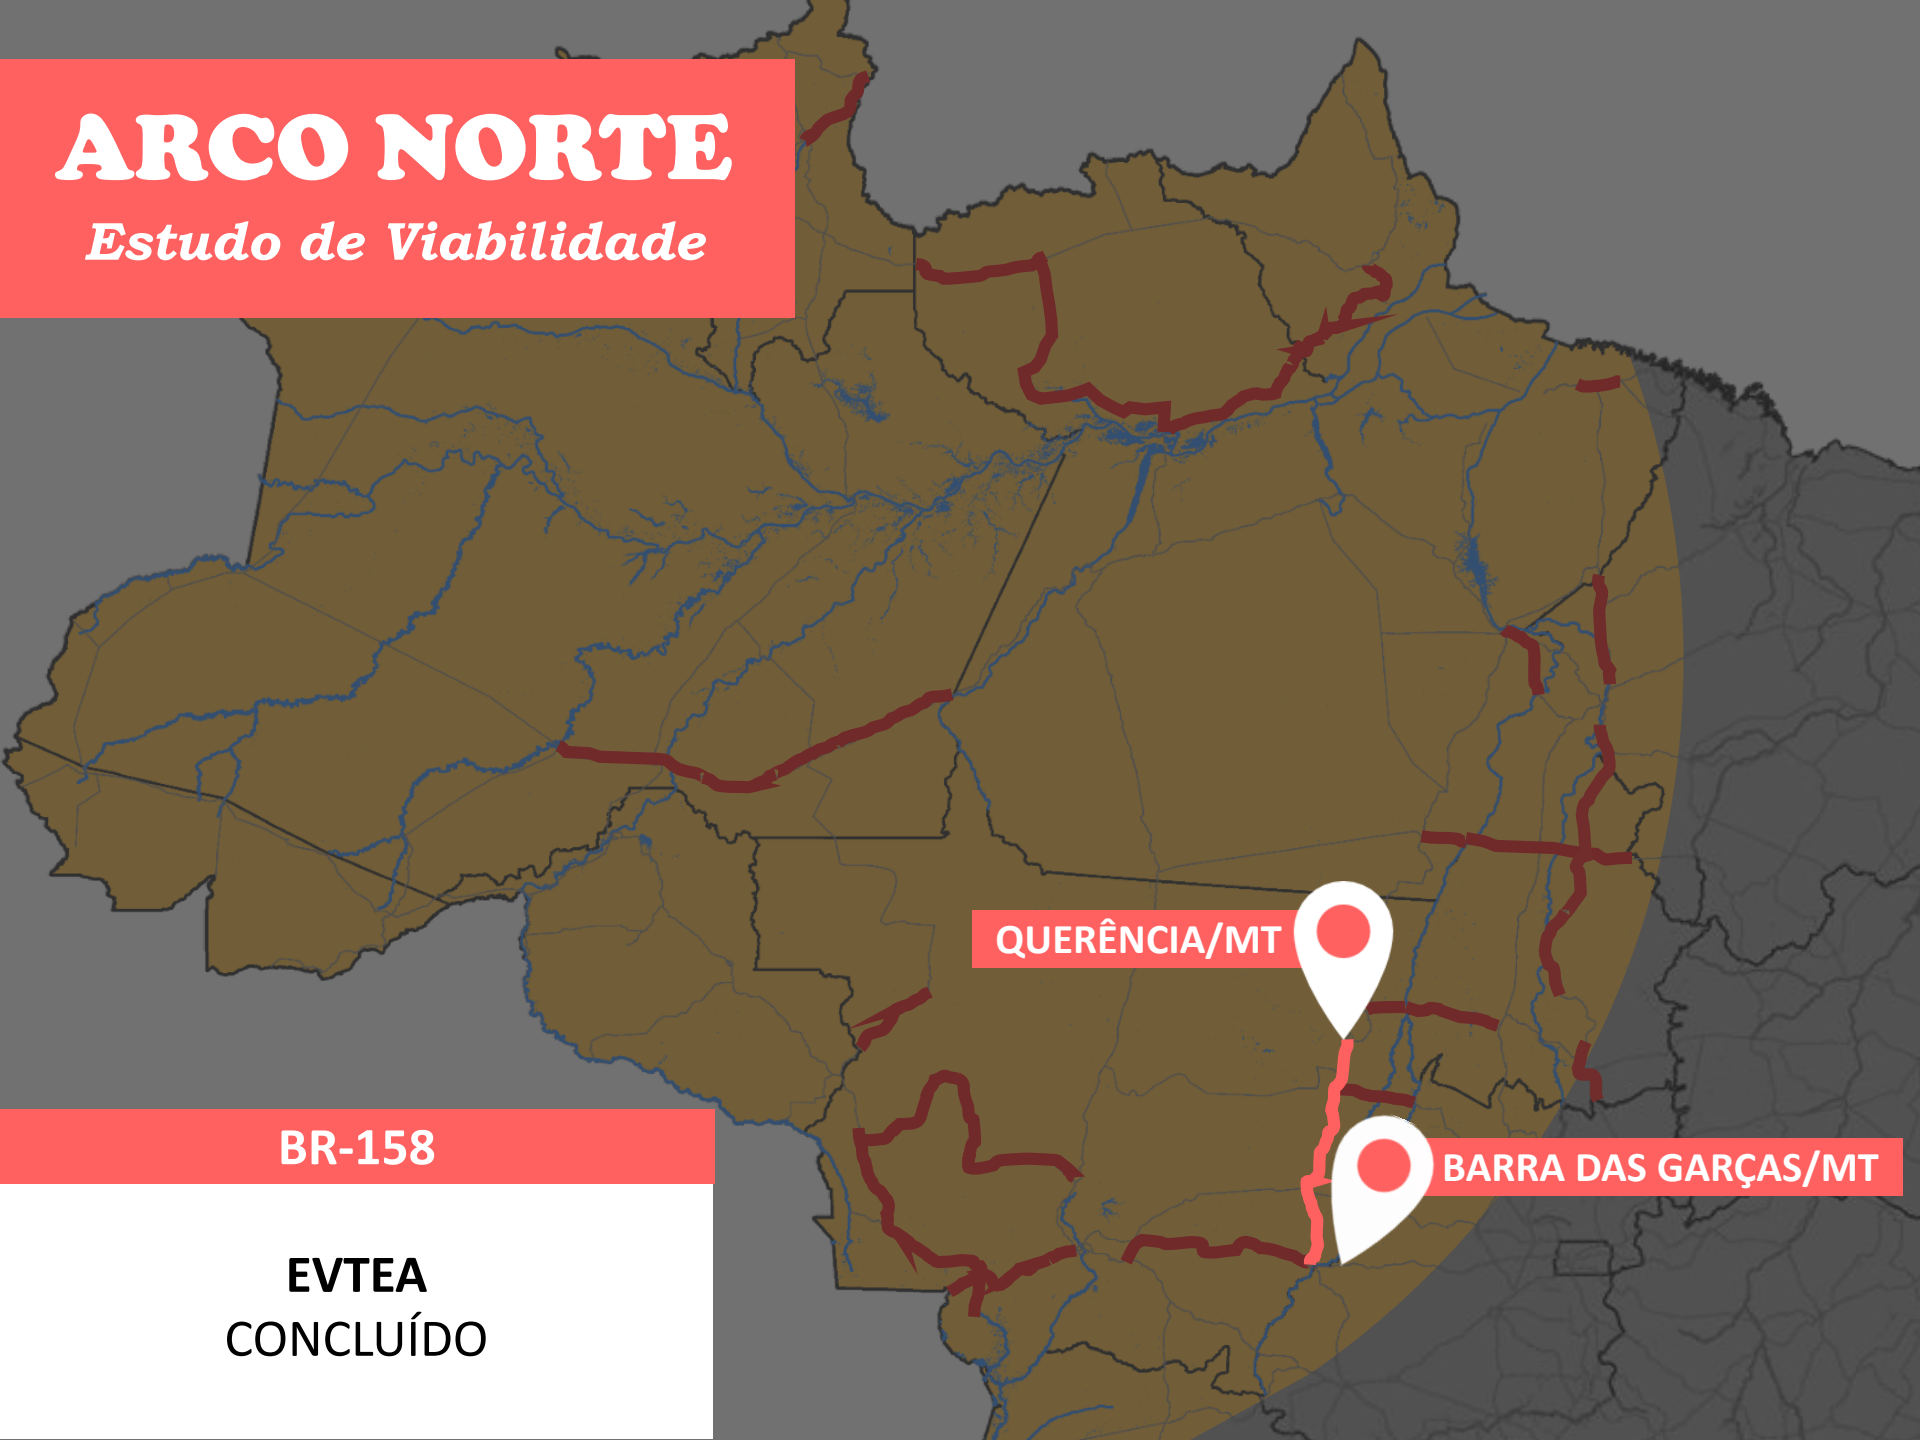 ARCO NORTE
Estudo de Viabilidade
QUERÊNCIA/MT
BARRA DAS GARÇAS/MT
BR-158
EVTEA
CONCLUÍDO